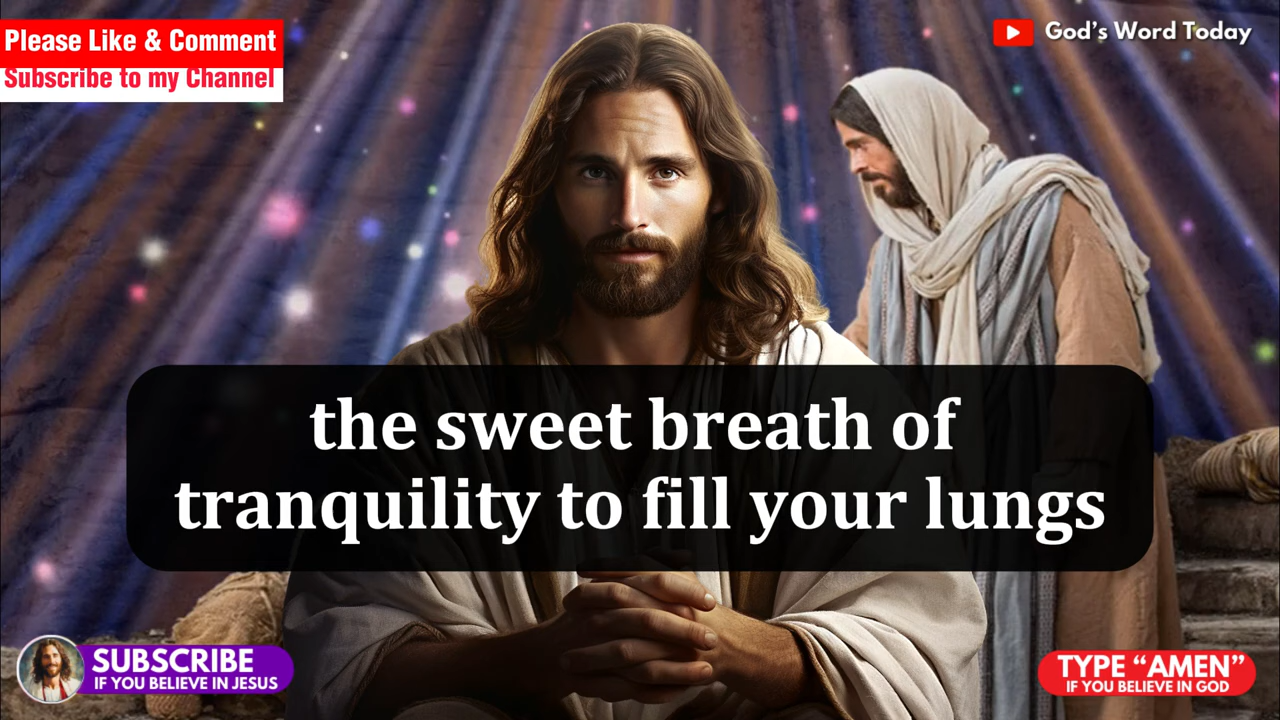 Please Like & Comment
Subscribe to my Channel
God's Word Today
the sweet breath of
tranquility to fill your lungs
SUBSCRIBE
IF YOU BELIEVE IN JESUS
TYPE “AMEN”
IF YOU BELIEVE IN GOD